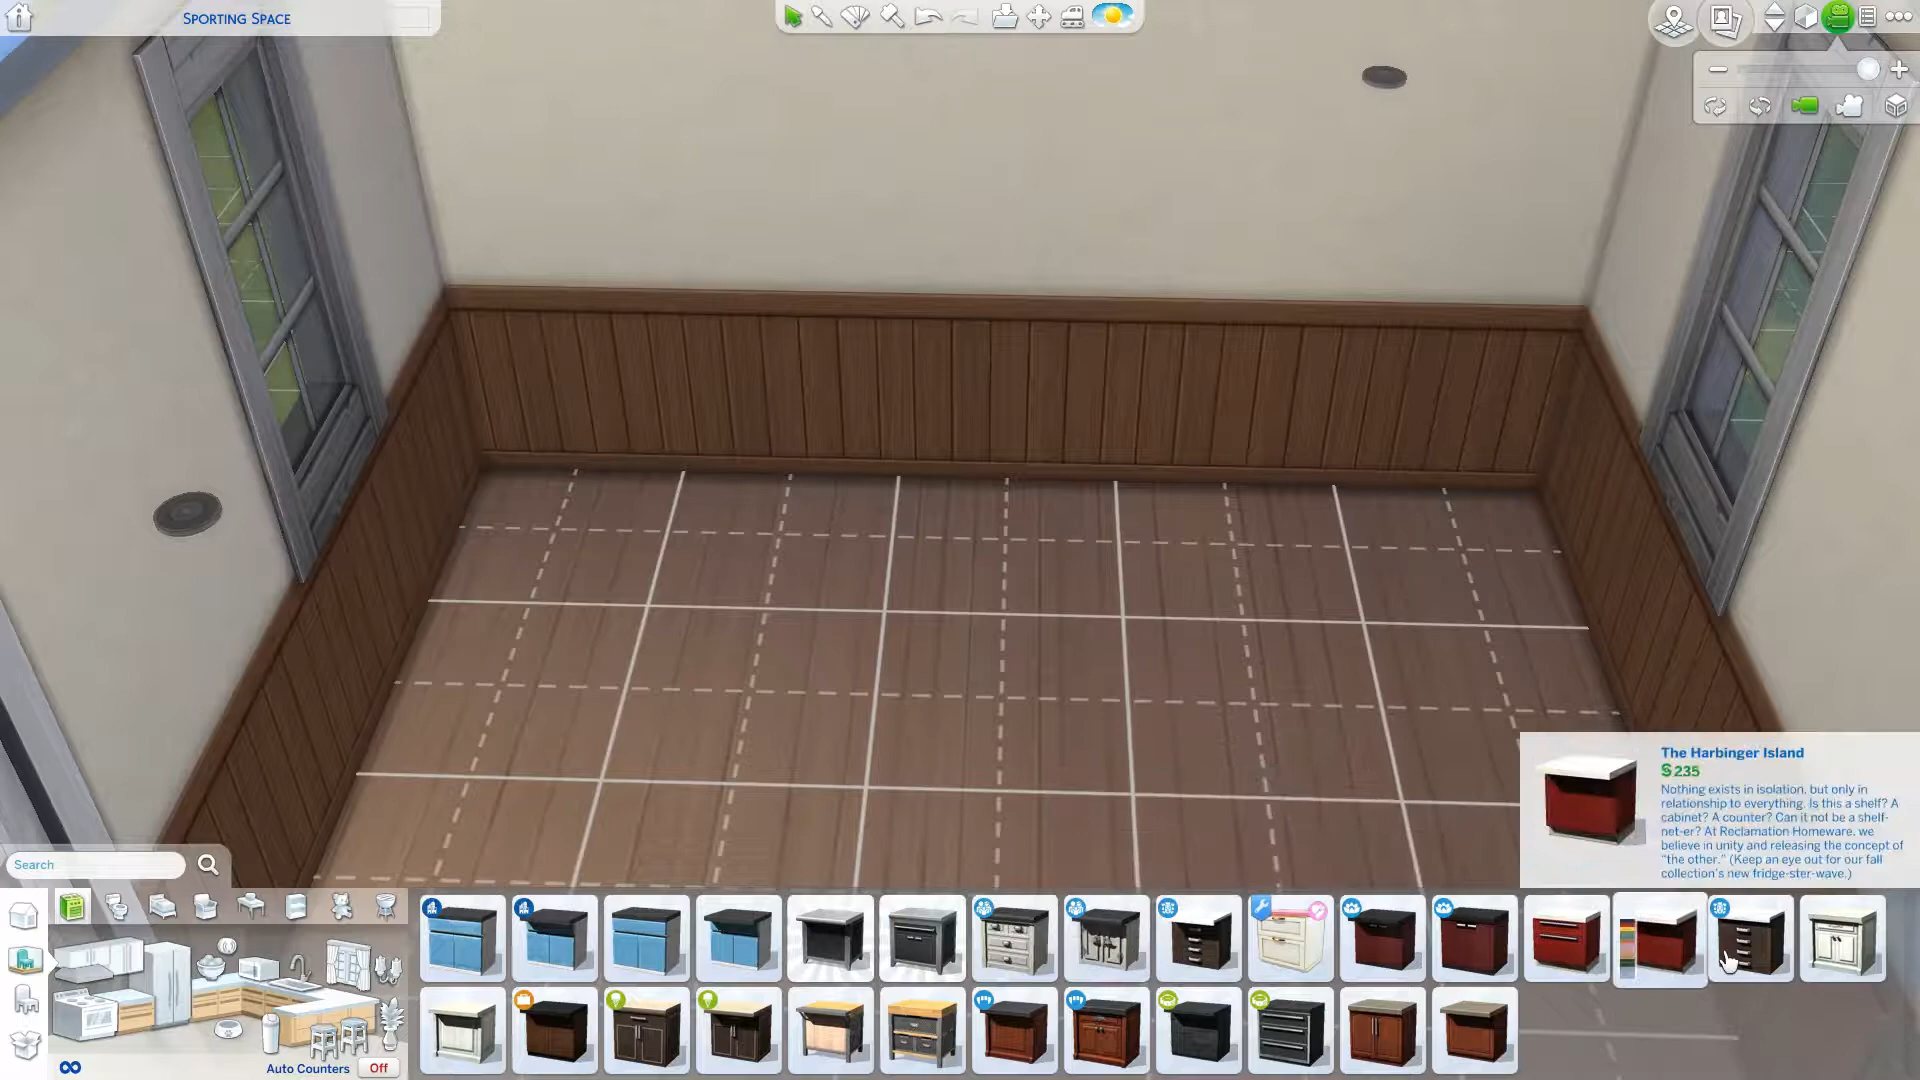 SPORTING SPACE
The Harbinger Island
§235
Nothing exists in isolation, but only in
relationship to everything. Is this a shelf? A
cabinet? A counter? Can it not be a shelf-
net-er? At Reclamation Homeware, we
believe in unity and releasing the concept of
"the other." (Keep an eye out for our fall
collection's new fridge-ster-wave.)
Search
Auto Counters Off